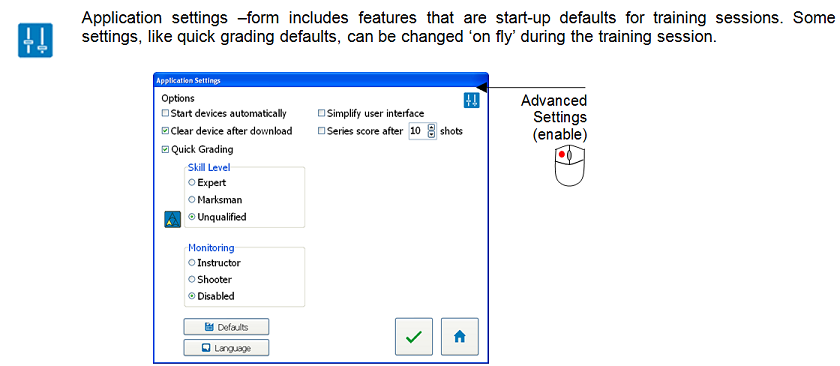 Application settings –form includes features that are start-up defaults for training sessions. Some
settings, like quick grading defaults, can be changed ‘on fly’ during the training session.
Application Settings
Options
Start devices automatically
Simplify user interface
Clear device after download
Series score after 10 shots
Quick Grading
Skill Level
Expert
Marksman
Unqualified
Monitoring
Instructor
Shooter
Disabled
Defaults
Language
Advanced
Settings
(enable)